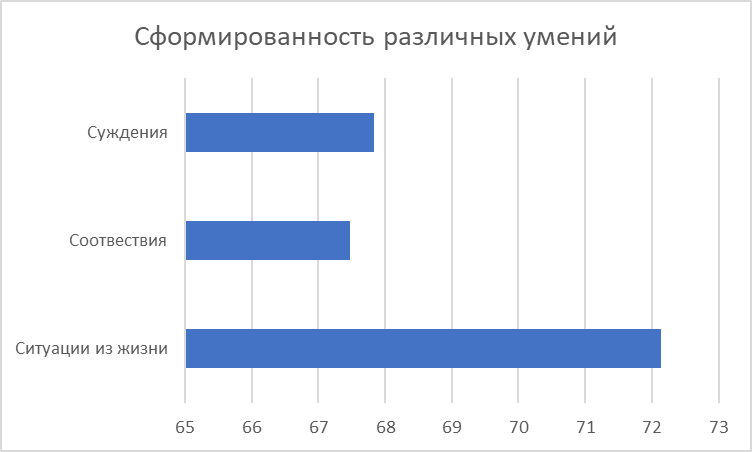 Сформированность различных умений
Суждения
Соотвествия
Ситуации из жизни
65 66 67 68 69 70 71 72 73